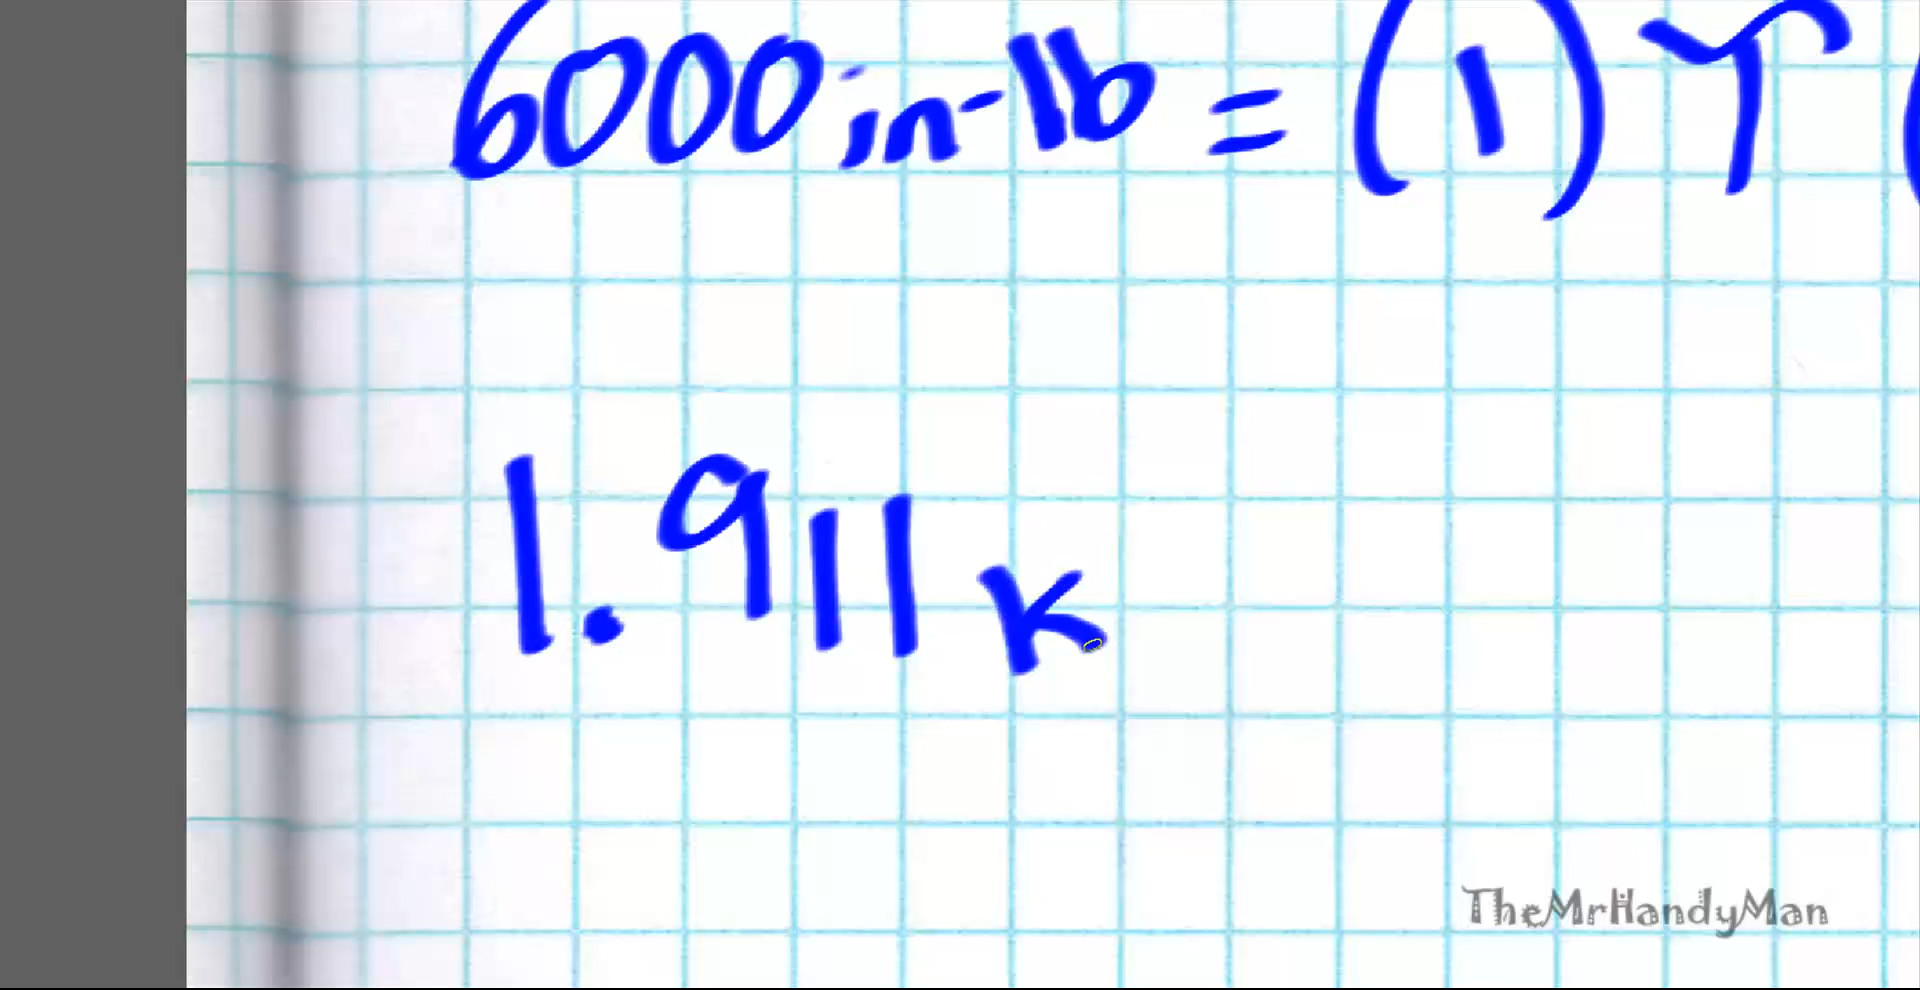 6000 in-lb = (1) τ (
1.911 k
TheMrHandyMan